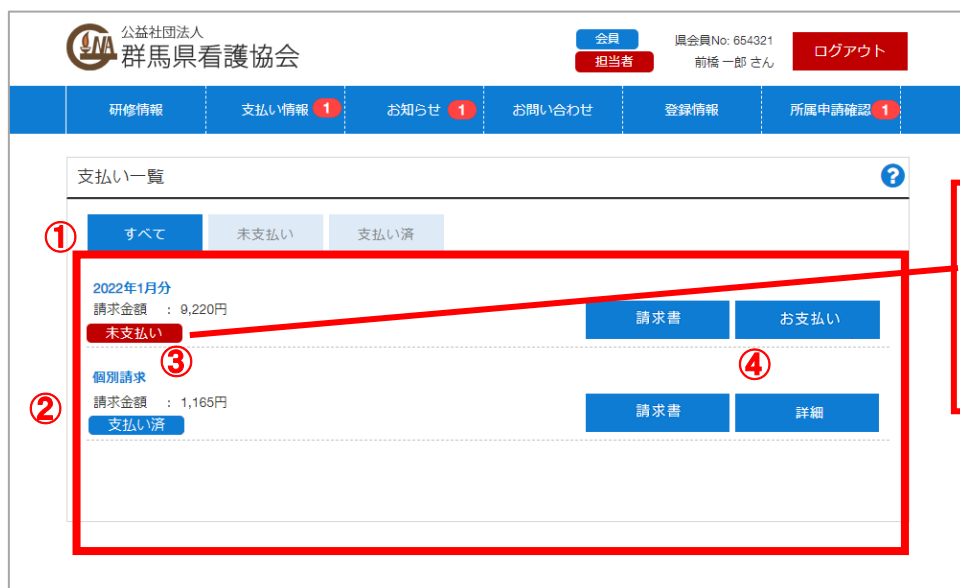 公益社団法人
群馬県看護協会
会員
担当者
県会員No: 654321
前橋 一郎 さん
ログアウト
研修情報 支払い情報 1 お知らせ 1 お問い合わせ 登録情報 所属申請確認 1
支払い一覧 ?
① すべて 未支払い 支払い済
2022年1月分
請求金額 : 9,220円
未支払い
請求書 お支払い
③ ④
個別請求
② 請求金額 : 1,165円
支払い済
請求書 詳細